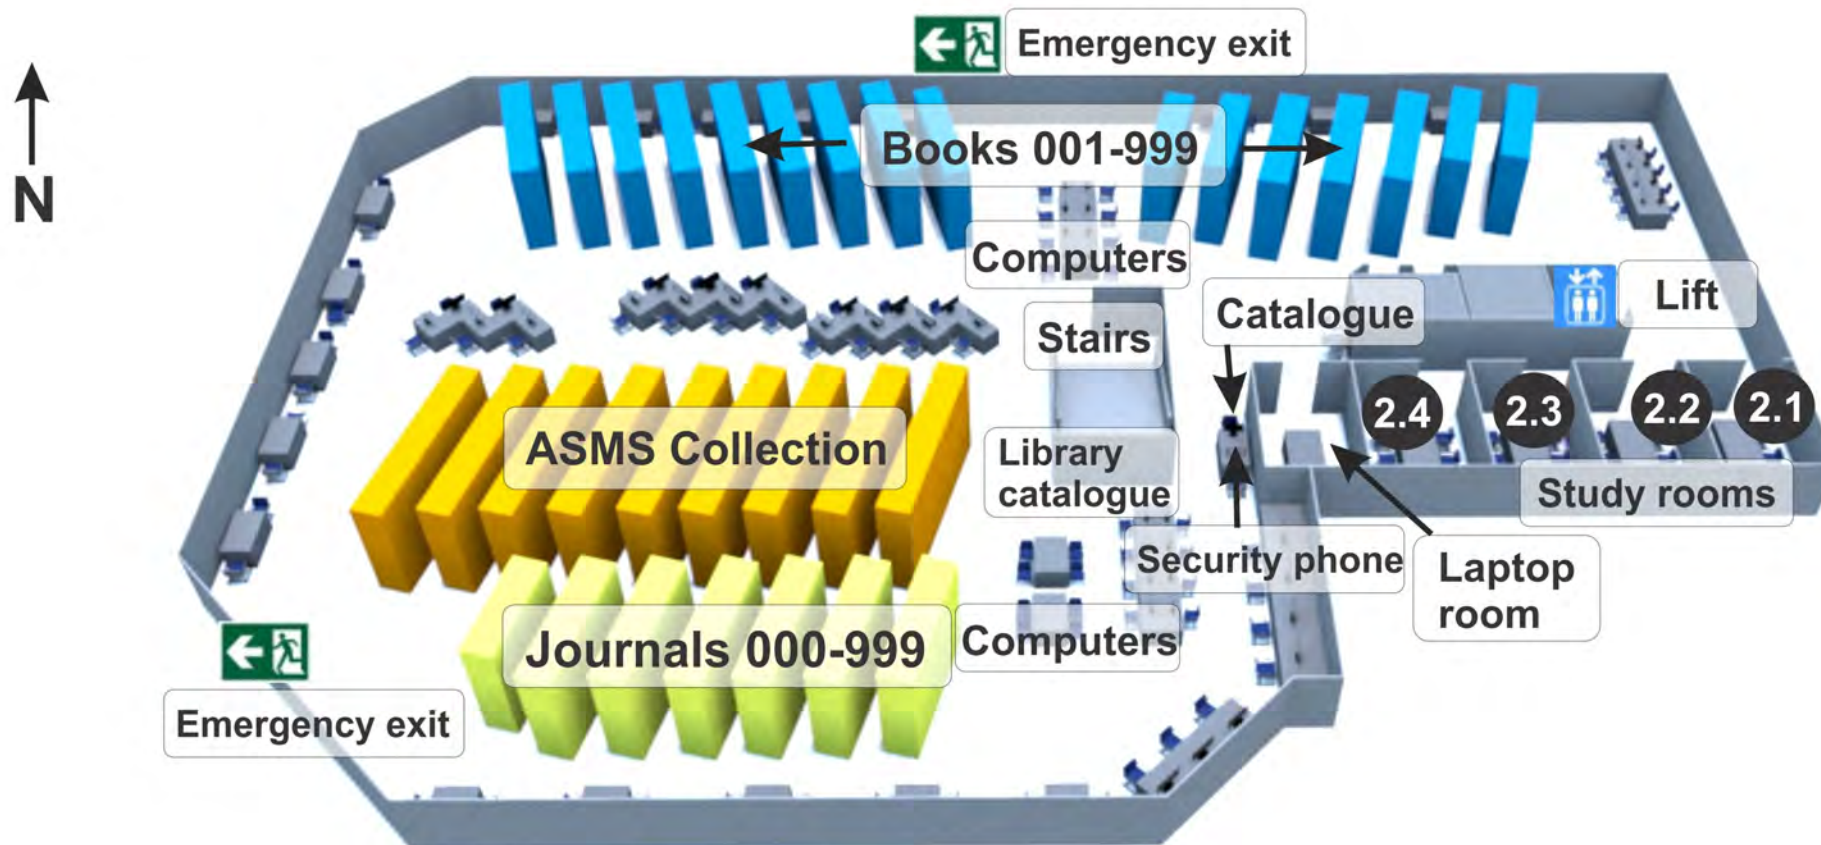 Emergency exit
N
Books 001-999
Computers
Stairs
Catalogue
Lift
2.4
2.3
2.2
2.1
ASMS Collection
Library
catalogue
Study rooms
Security phone
Laptop
room
Journals 000-999
Computers
Emergency exit